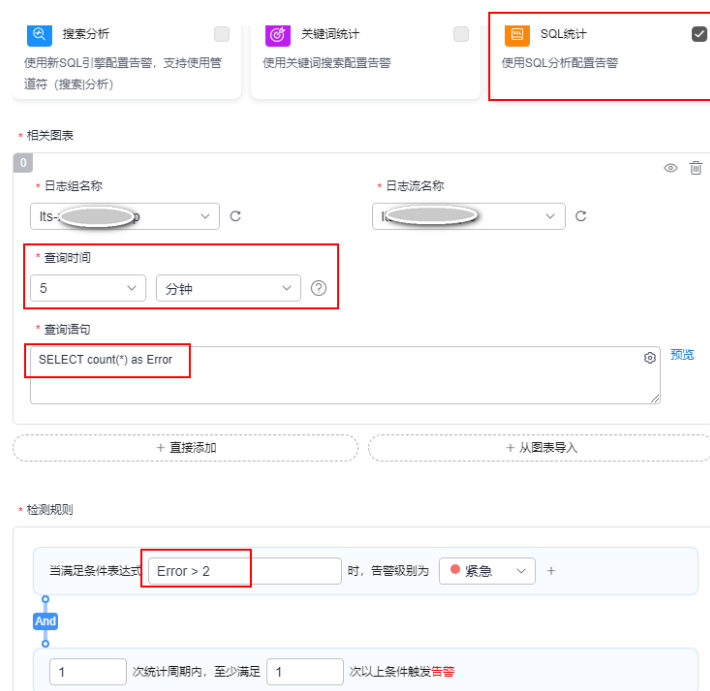 搜索分析
关键词统计
SQL统计
使用新SQL引擎配置告警，支持使用管
道符（搜索|分析）
使用关键词搜索配置告警
使用SQL分析配置告警
* 相关图表
0
* 日志组名称
* 日志流名称
lts-
* 查询时间
5
分钟
* 查询语句
SELECT count(*) as Error
预览
+ 直接添加
+ 从图表导入
* 检测规则
当满足条件表达式 Error > 2 时，告警级别为 紧急 +
And
1 次统计周期内，至少满足 1 次以上条件触发告警